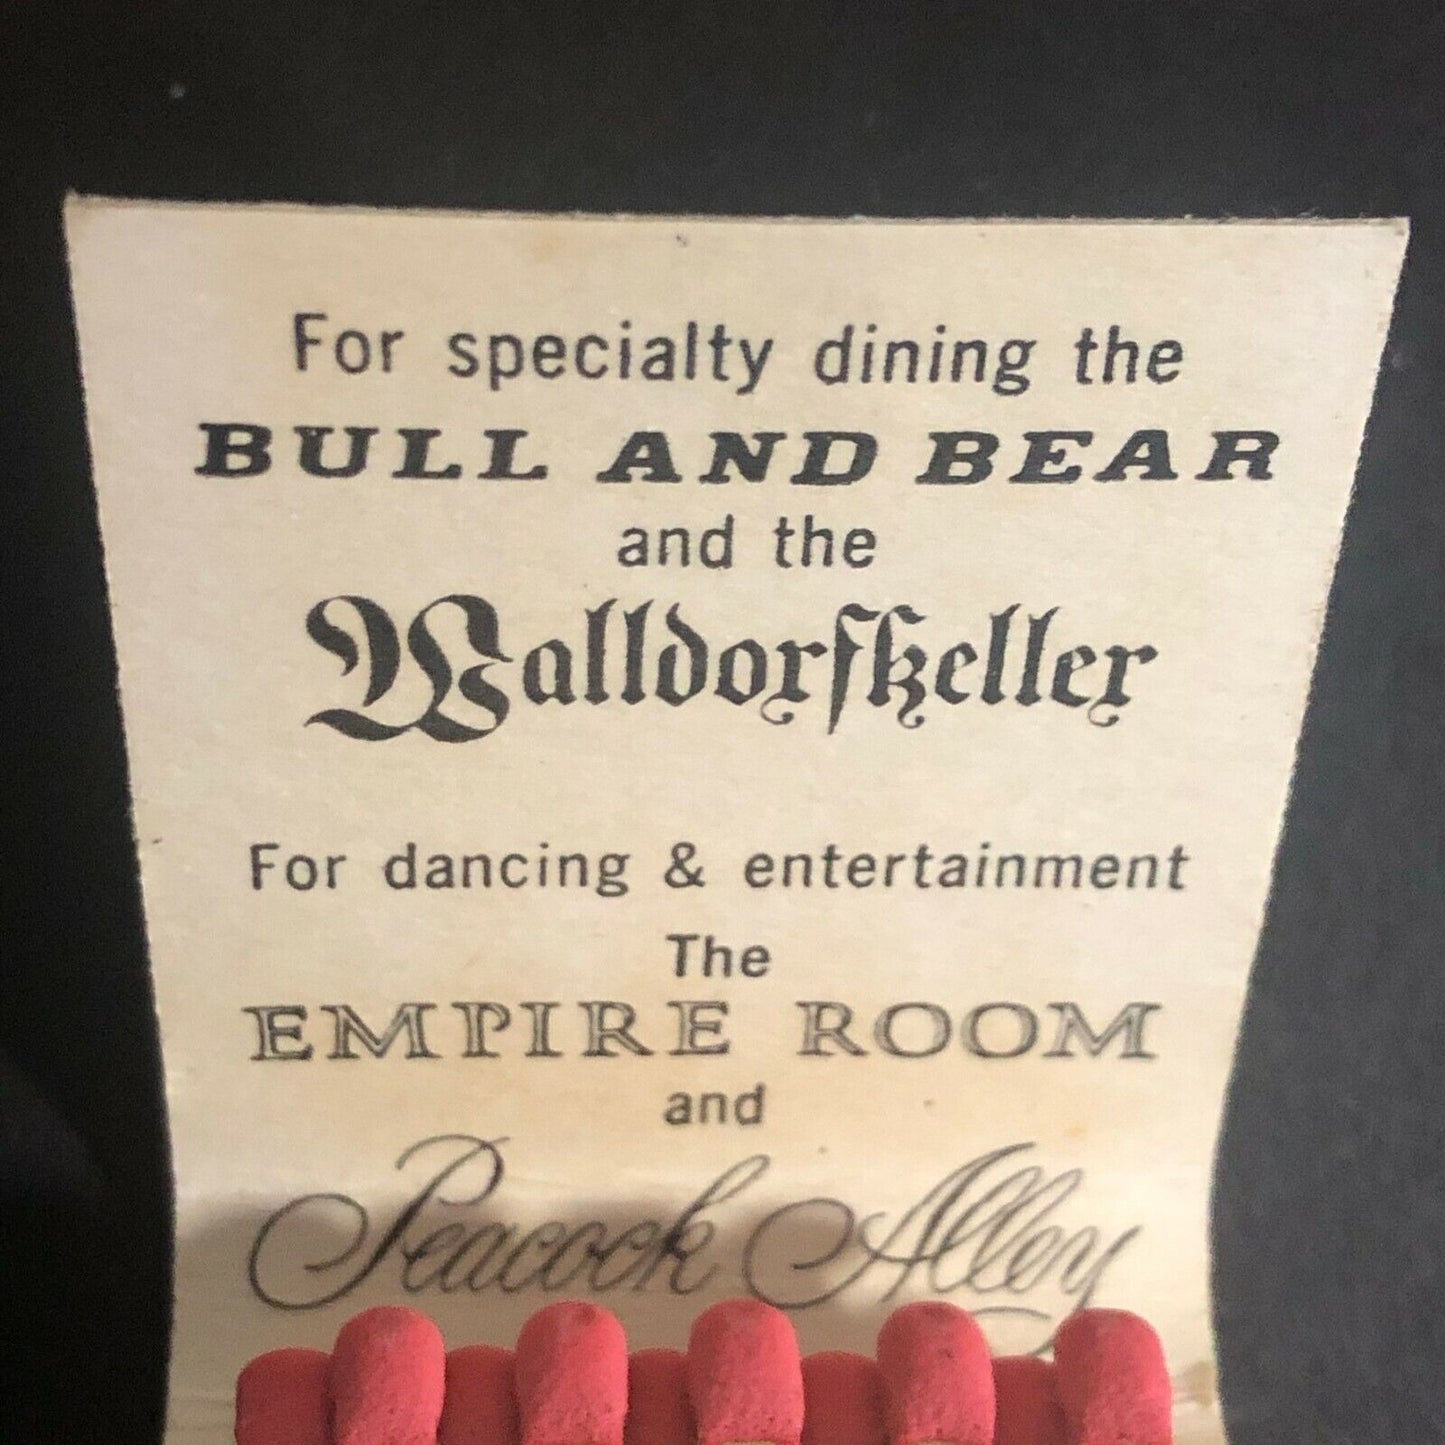 For specialty dining the
BULL AND BEAR
and the
Walldorfkeller
For dancing & entertainment
The
EMPIRE ROOM
and
Peacock Alley